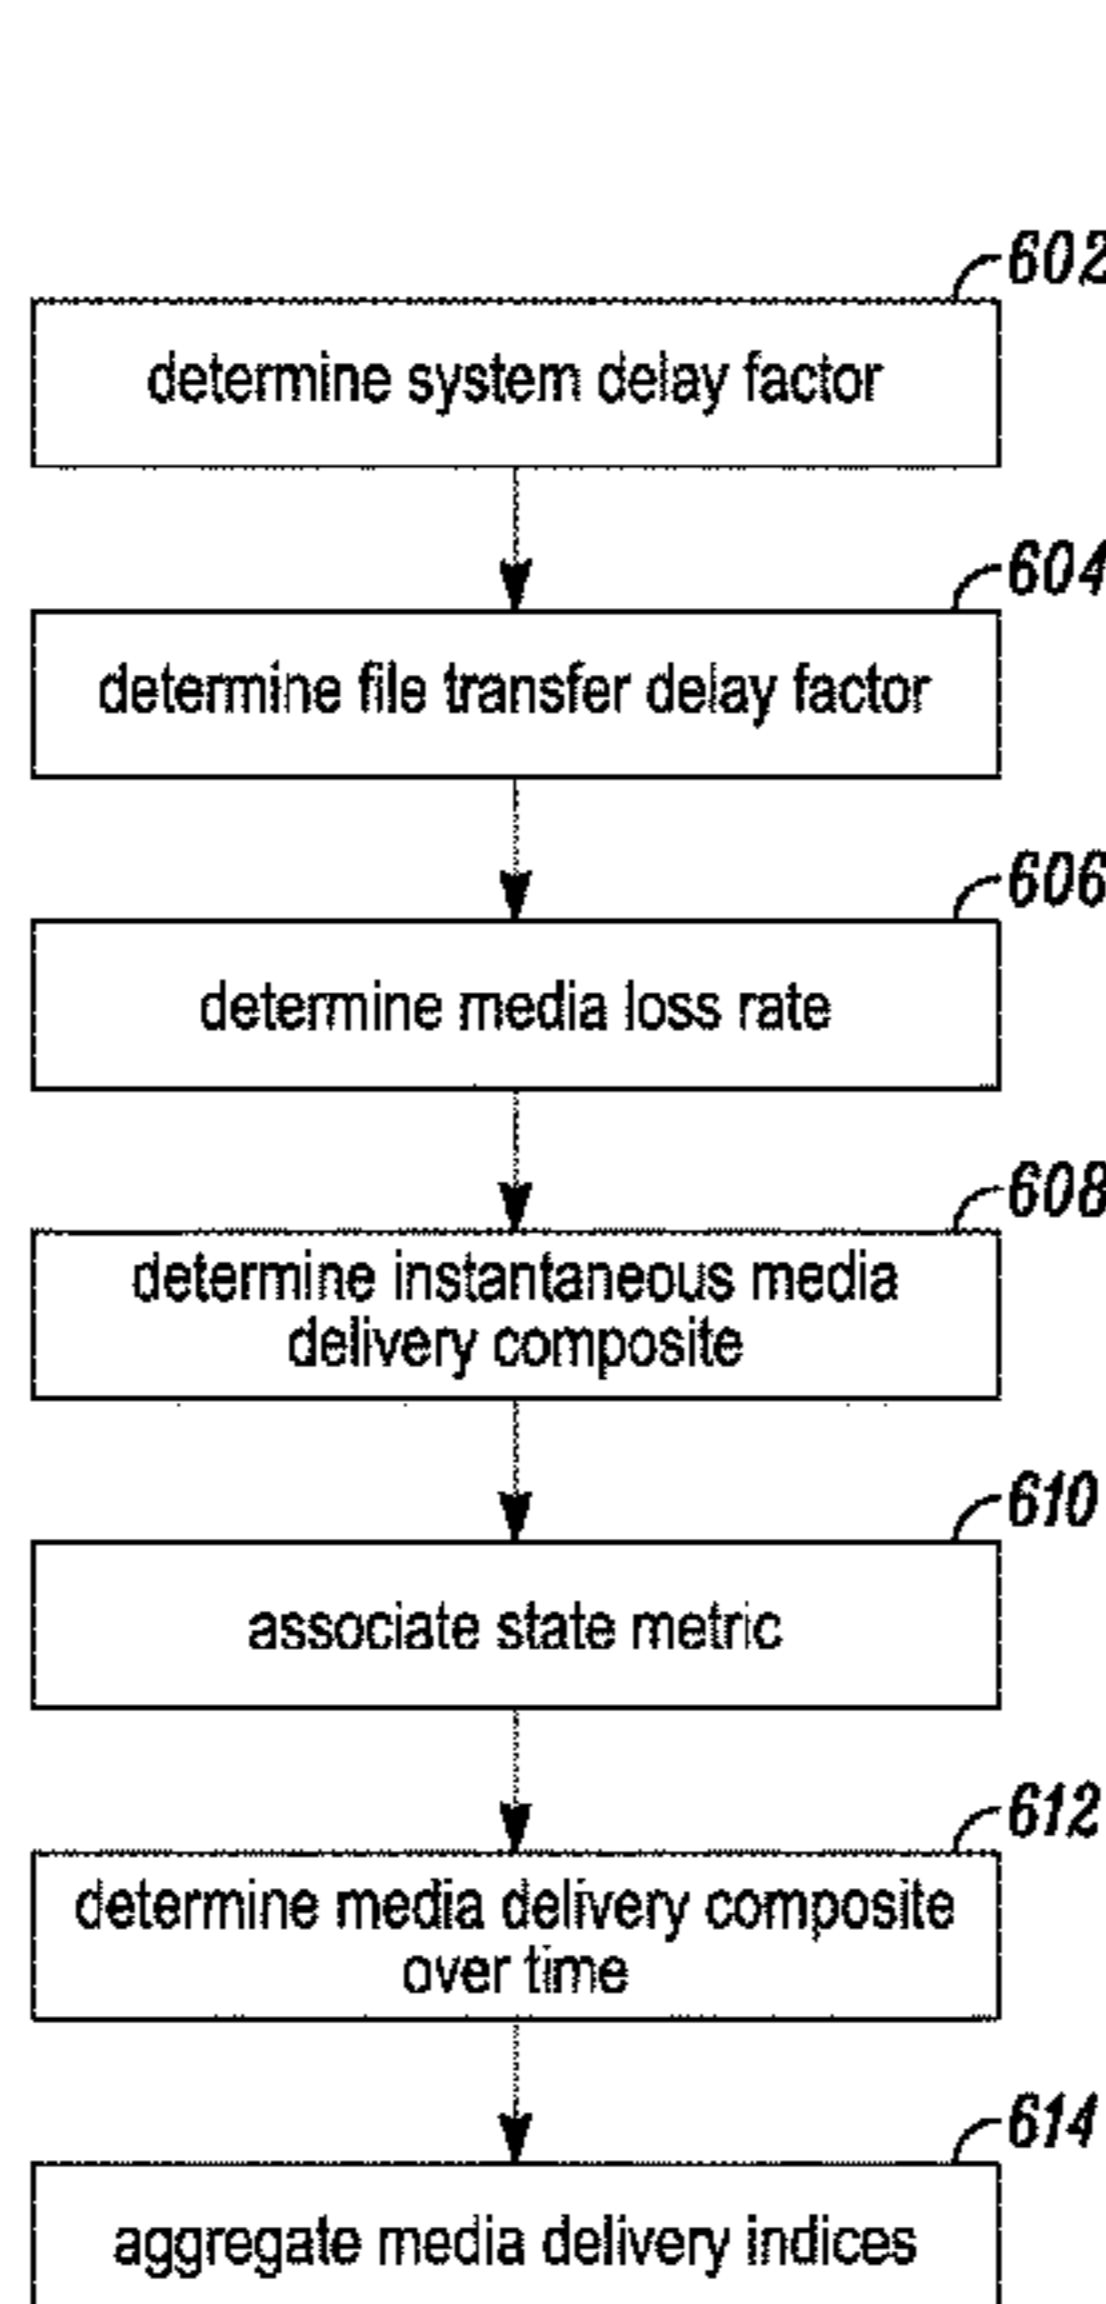 602
determine system delay factor
604
determine file transfer delay factor
606
determine media loss rate
608
determine instantaneous media
delivery composite
610
associate state metric
612
determine media delivery composite
over time
614
aggregate media delivery indices